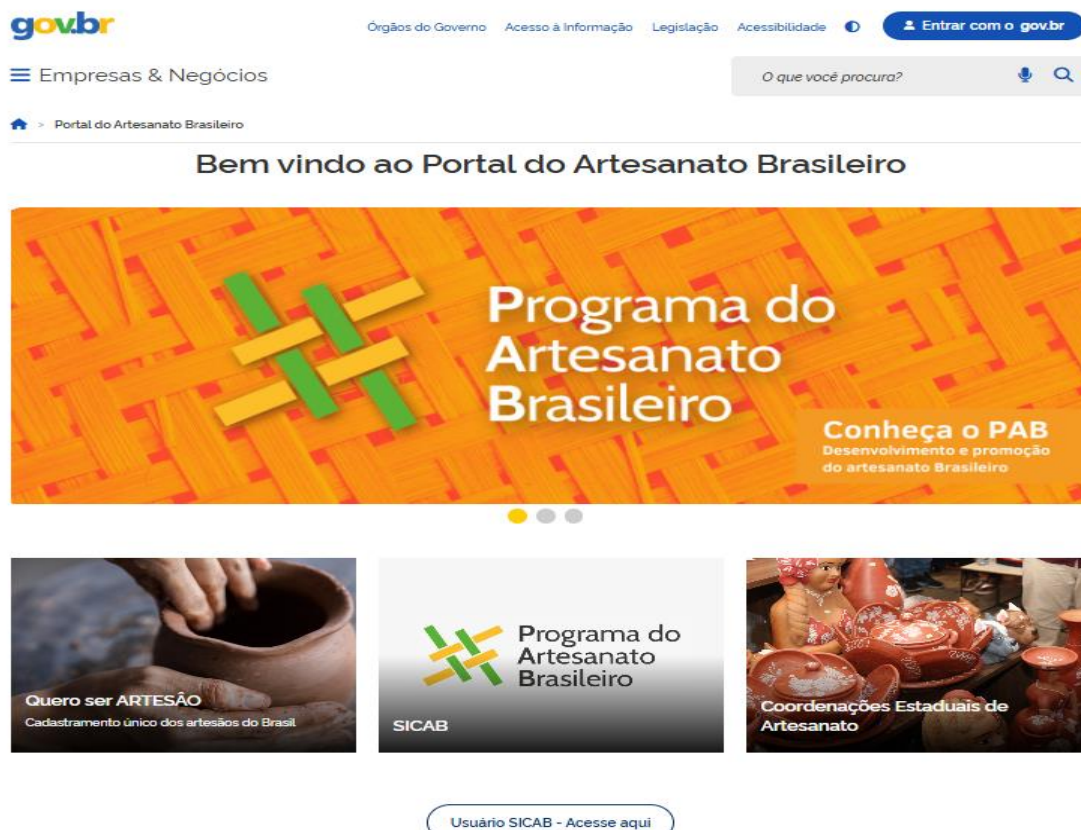 gov.br
Órgãos do Governo Acesso à Informação Legislação Acessibilidade Entrar com o gov.br
Empresas & Negócios
O que você procura?
> Portal do Artesanato Brasileiro
Bem vindo ao Portal do Artesanato Brasileiro
Programa do
Artesanato
Brasileiro
Conheça o PAB
Desenvolvimento e promoção
do artesanato Brasileiro
Quero ser ARTESÂO
Cadastramento único dos artesãos do Brasil
Programa do
Artesanato
Brasileiro
SICAB
Coordenações Estaduais de
Artesanato
Usuário SICAB - Acesse aqui